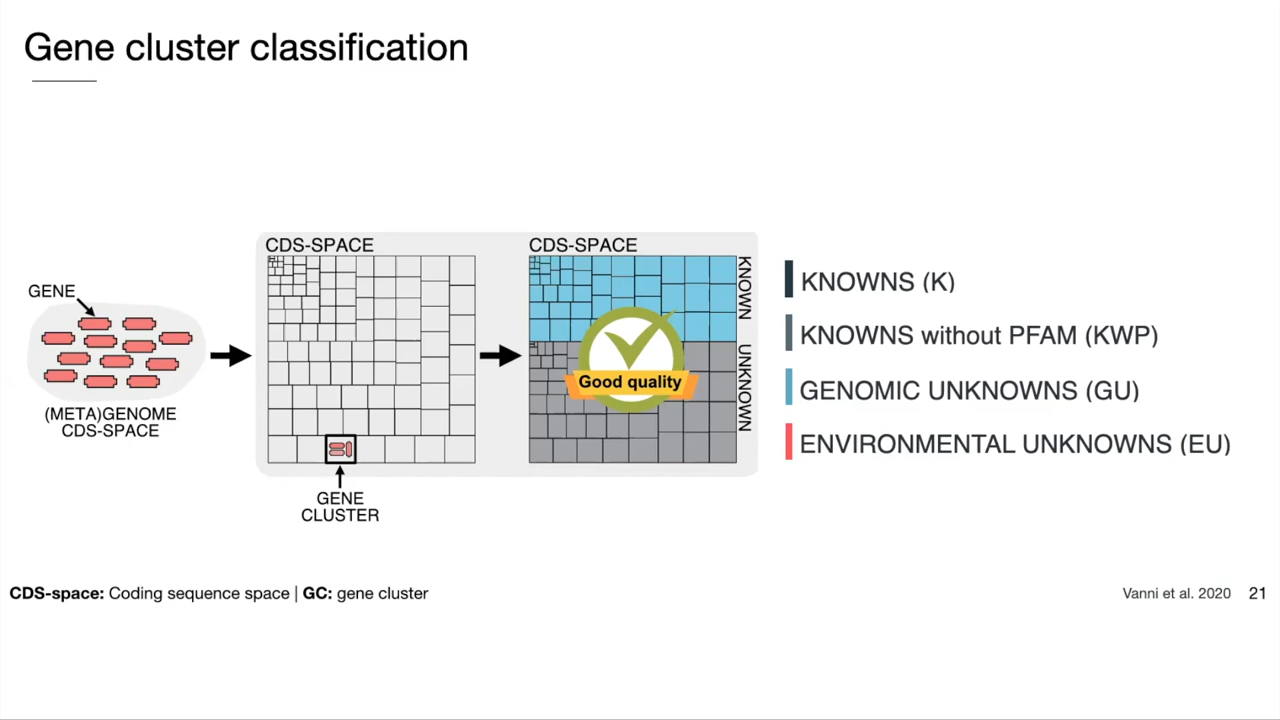 Gene cluster classification
CDS-SPACE
CDS-SPACE
GENE
(META)GENOME
CDS-SPACE
GENE
CLUSTER
KNOWN
UNKNOWN
Good quality
KNOWNS (K)
KNOWNS without PFAM (KWP)
GENOMIC UNKNOWNS (GU)
ENVIRONMENTAL UNKNOWNS (EU)
CDS-space: Coding sequence space | GC: gene cluster
Vanni et al. 2020
21